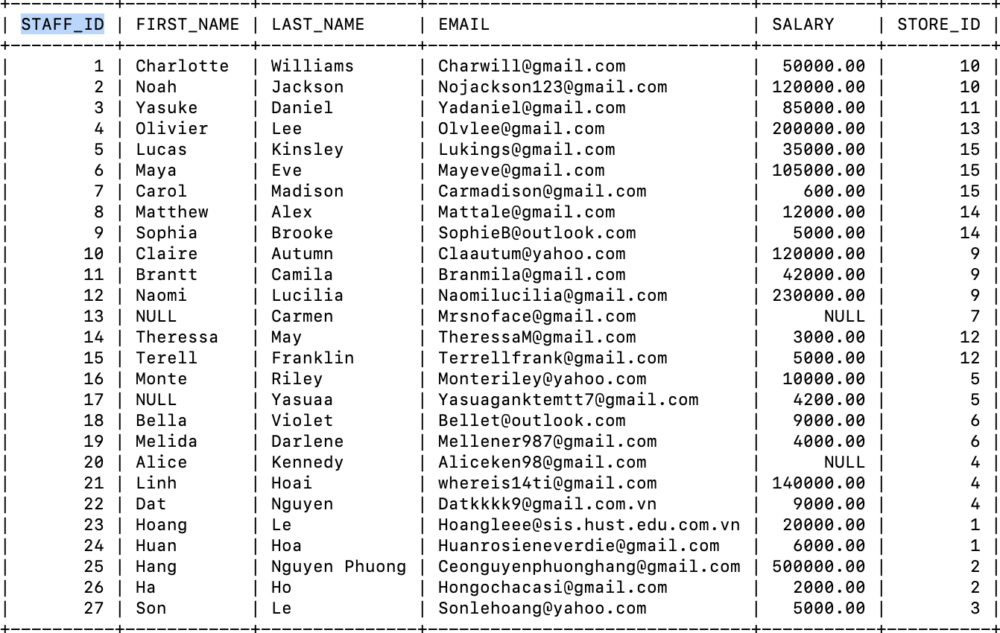 | STAFF_ID | FIRST_NAME | LAST_NAME | EMAIL | SALARY | STORE_ID |
| 1 | Charlotte | Williams | Charwill@gmail.com | 50000.00 | 10 |
| 2 | Noah | Jackson | Nojackson123@gmail.com | 120000.00 | 10 |
| 3 | Yasuke | Daniel | Yadaniel@gmail.com | 85000.00 | 11 |
| 4 | Olivier | Lee | Olvlee@gmail.com | 200000.00 | 13 |
| 5 | Lucas | Kinsley | Lukings@gmail.com | 35000.00 | 15 |
| 6 | Maya | Eve | Mayeve@gmail.com | 105000.00 | 15 |
| 7 | Carol | Madison | Carmadison@gmail.com | 600.00 | 15 |
| 8 | Matthew | Alex | Mattale@gmail.com | 12000.00 | 14 |
| 9 | Sophia | Brooke | SophieB@outlook.com | 5000.00 | 14 |
| 10 | Claire | Autumn | Claautum@yahoo.com | 120000.00 | 9 |
| 11 | Brantt | Camila | Branmila@gmail.com | 42000.00 | 9 |
| 12 | Naomi | Lucilia | Naomilucilia@gmail.com | 230000.00 | 9 |
| 13 | NULL | Carmen | Mrsnoface@gmail.com | NULL | 7 |
| 14 | Theressa | May | TheressaM@gmail.com | 3000.00 | 12 |
| 15 | Terell | Franklin | Terrellfrank@gmail.com | 5000.00 | 12 |
| 16 | Monte | Riley | Monteriley@yahoo.com | 10000.00 | 5 |
| 17 | NULL | Yasuaa | Yasuaganktemtt7@gmail.com | 4200.00 | 5 |
| 18 | Bella | Violet | Bellet@outlook.com | 9000.00 | 6 |
| 19 | Melida | Darlene | Mellener987@gmail.com | 4000.00 | 6 |
| 20 | Alice | Kennedy | Aliceken98@gmail.com | NULL | 4 |
| 21 | Linh | Hoai | whereis14ti@gmail.com | 140000.00 | 4 |
| 22 | Dat | Nguyen | Datkkkk9@gmail.com.vn | 9000.00 | 4 |
| 23 | Hoang | Le | Hoangleee@sis.hust.edu.com.vn | 20000.00 | 1 |
| 24 | Huan | Hoa | Huanrosieneverdie@gmail.com | 6000.00 | 1 |
| 25 | Hang | Nguyen Phuong | Ceonguyenphuonghang@gmail.com | 500000.00 | 2 |
| 26 | Ha | Ho | Hongochacasi@gmail.com | 2000.00 | 2 |
| 27 | Son | Le | Sonlehoang@yahoo.com | 5000.00 | 3 |